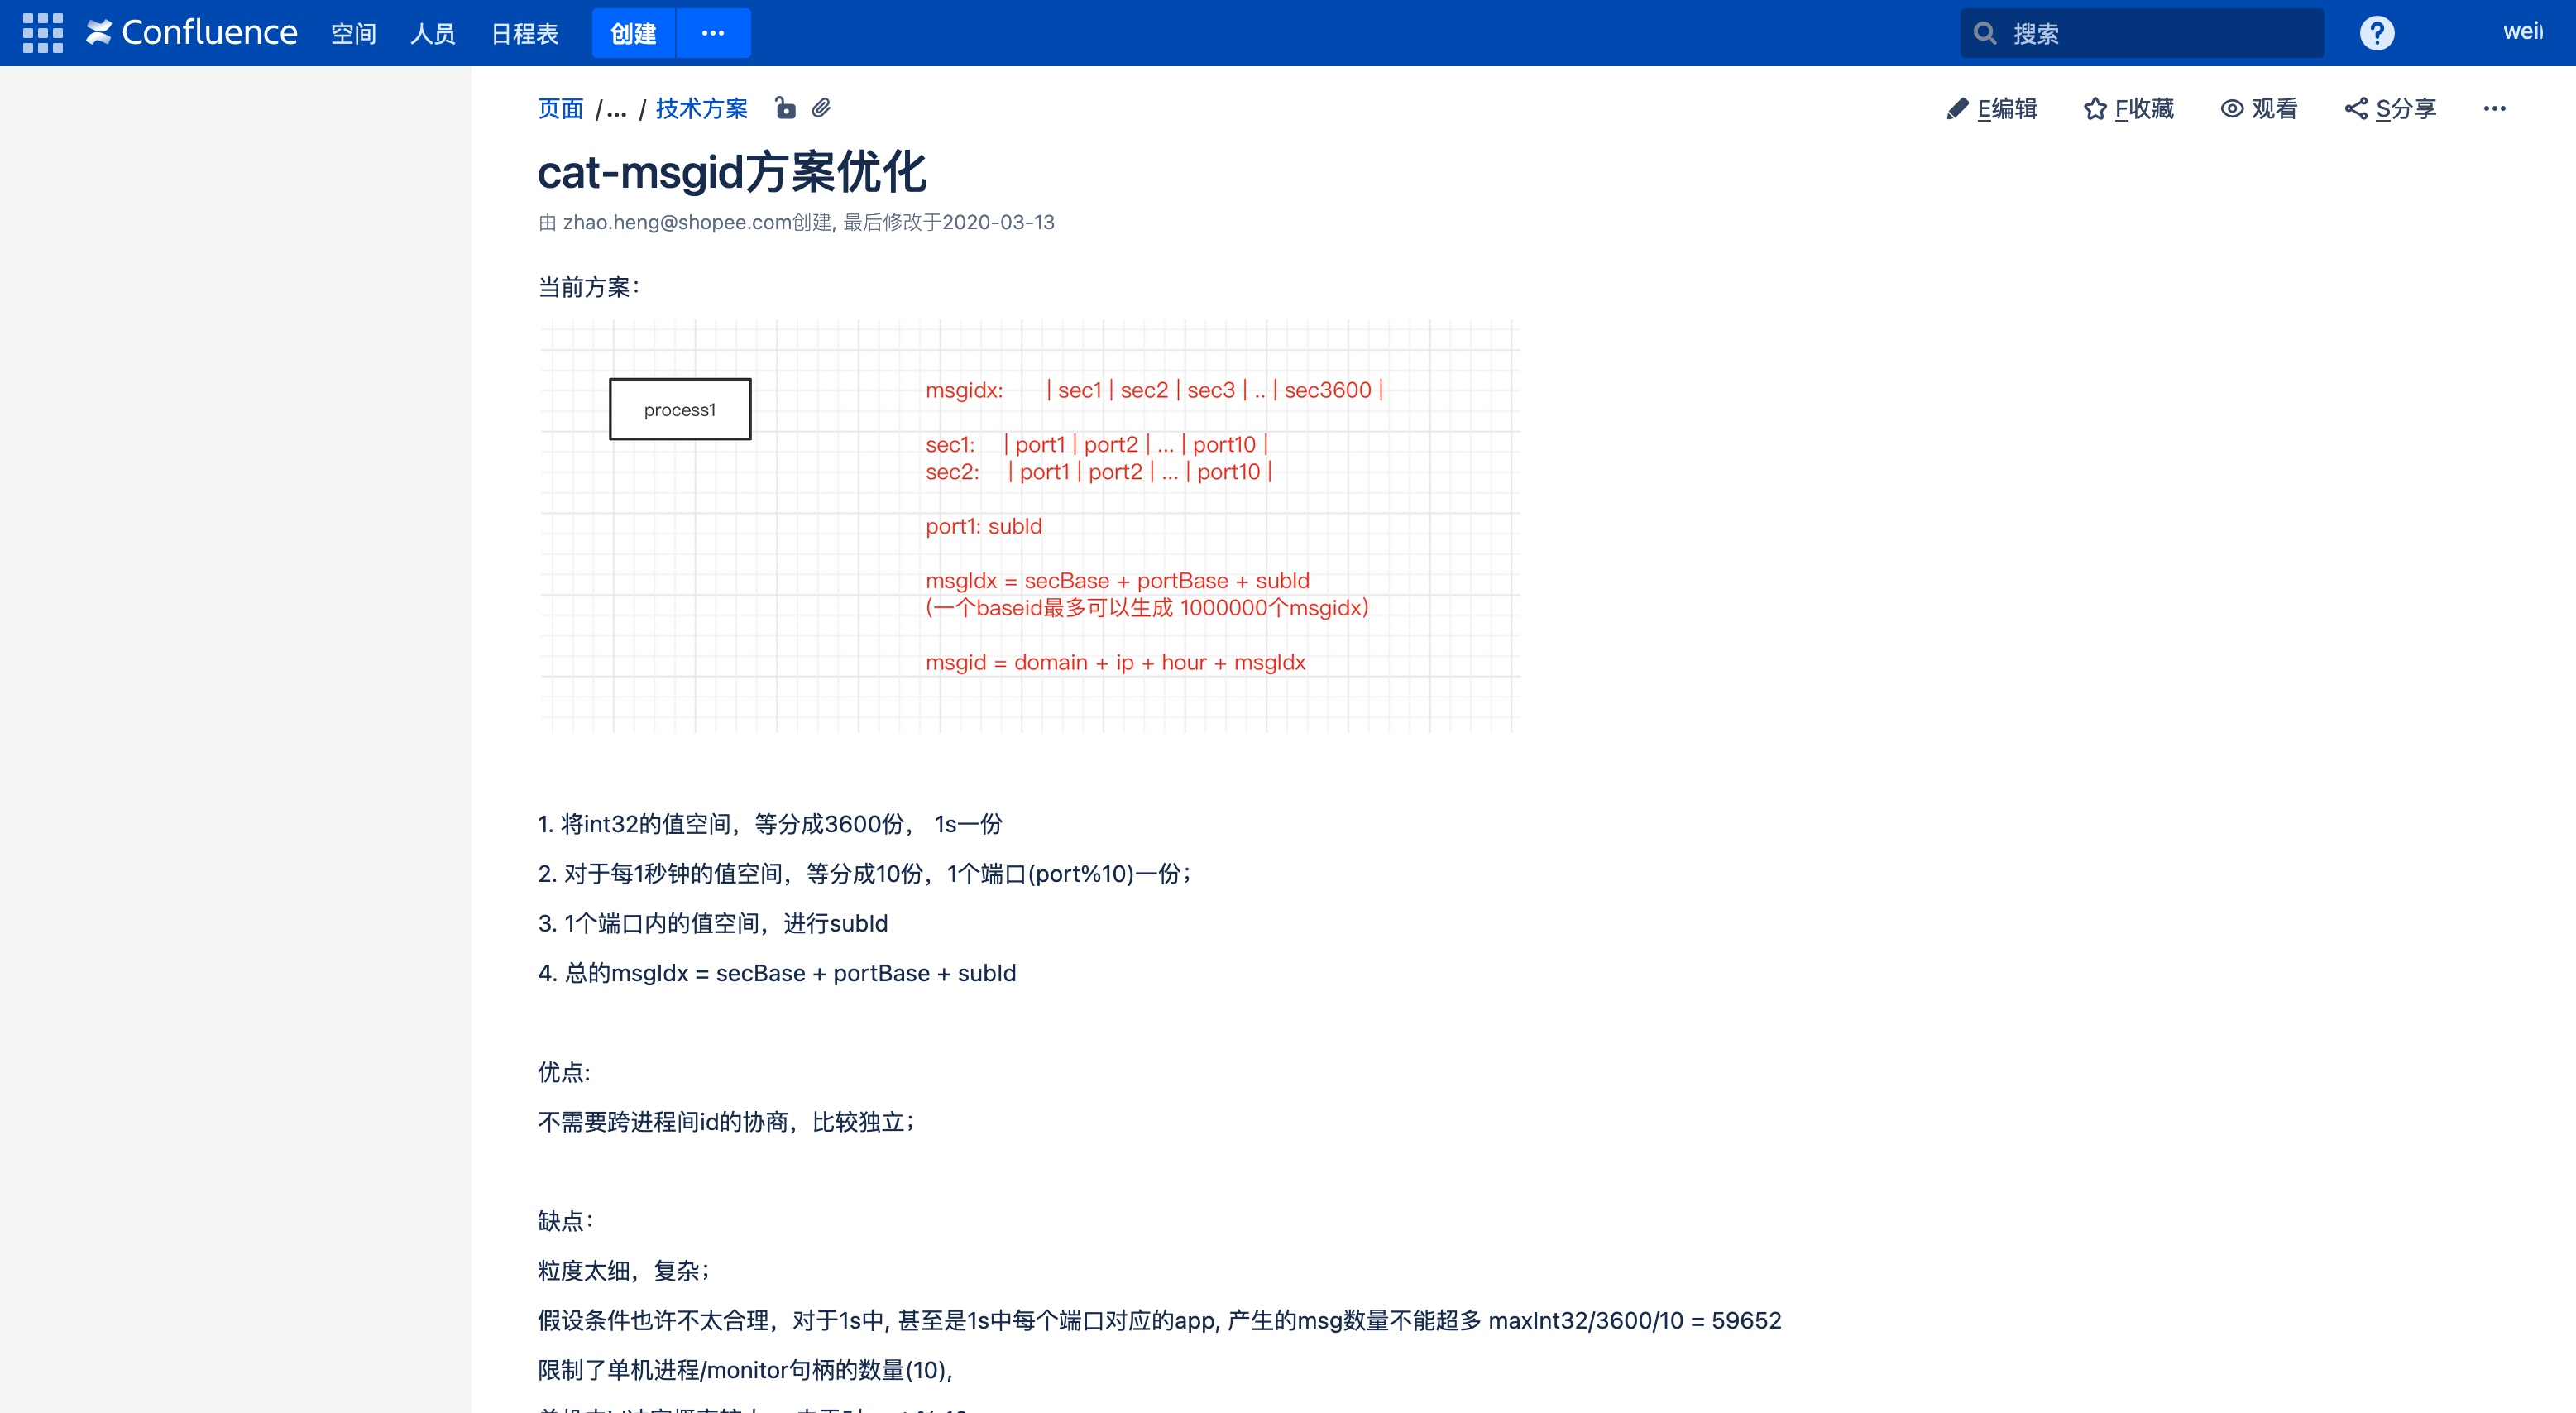 Confluence 空间 人员 日程表 创建 ··· 搜索 ? wei
页面 / ... / 技术方案 E编辑 F收藏 观看 S分享 ···
cat-msgid方案优化
由 zhao.heng@shopee.com创建, 最后修改于2020-03-13
当前方案：
process1
msgidx: | sec1 | sec2 | sec3 | .. | sec3600 |
sec1: | port1 | port2 | ... | port10 |
sec2: | port1 | port2 | ... | port10 |
port1: subId
msgIdx = secBase + portBase + subId
(一个baseid最多可以生成 1000000个msgidx)
msgid = domain + ip + hour + msgIdx
1. 将int32的值空间，等分成3600份， 1s一份
2. 对于每1秒钟的值空间，等分成10份，1个端口(port%10)一份；
3. 1个端口内的值空间，进行subId
4. 总的msgIdx = secBase + portBase + subId
优点:
不需要跨进程间id的协商，比较独立；
缺点：
粒度太细，复杂；
假设条件也许不太合理，对于1s中, 甚至是1s中每个端口对应的app, 产生的msg数量不能超多 maxInt32/3600/10 = 59652
限制了单机进程/monitor句柄的数量(10),